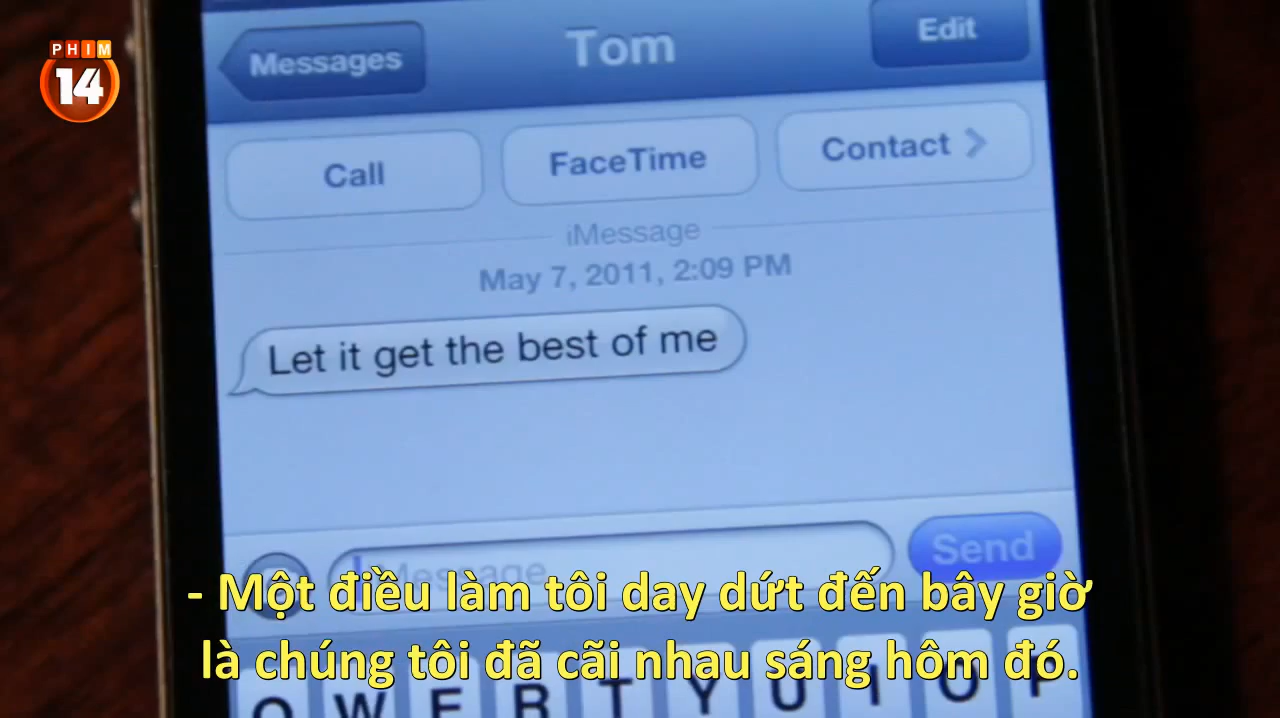 PHIM
14
Messages
Tom
Edit
Call
FaceTime
Contact
iMessage
May 7, 2011, 2:09 PM
Let it get the best of me
Message
Send
- Một điều làm tôi day dứt đến bây giờ
là chúng tôi đã cãi nhau sáng hôm đó.
Q W E R T Y U I O P